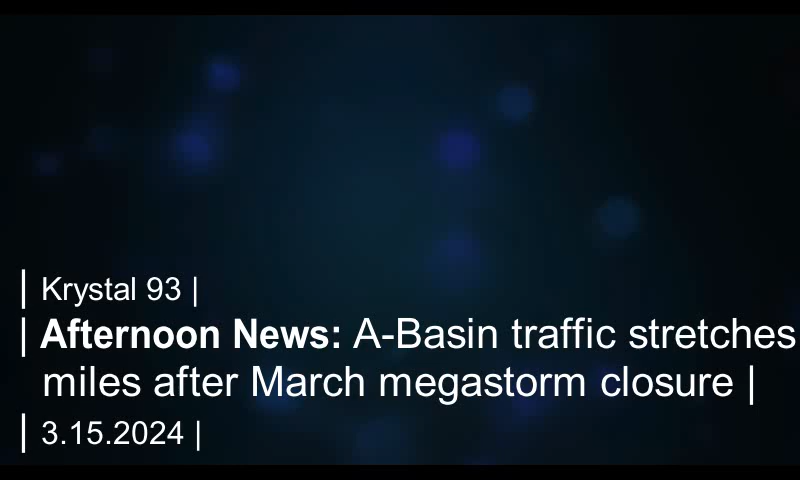 | Krystal 93 |
| Afternoon News: A-Basin traffic stretches
miles after March megastorm closure |
| 3.15.2024 |